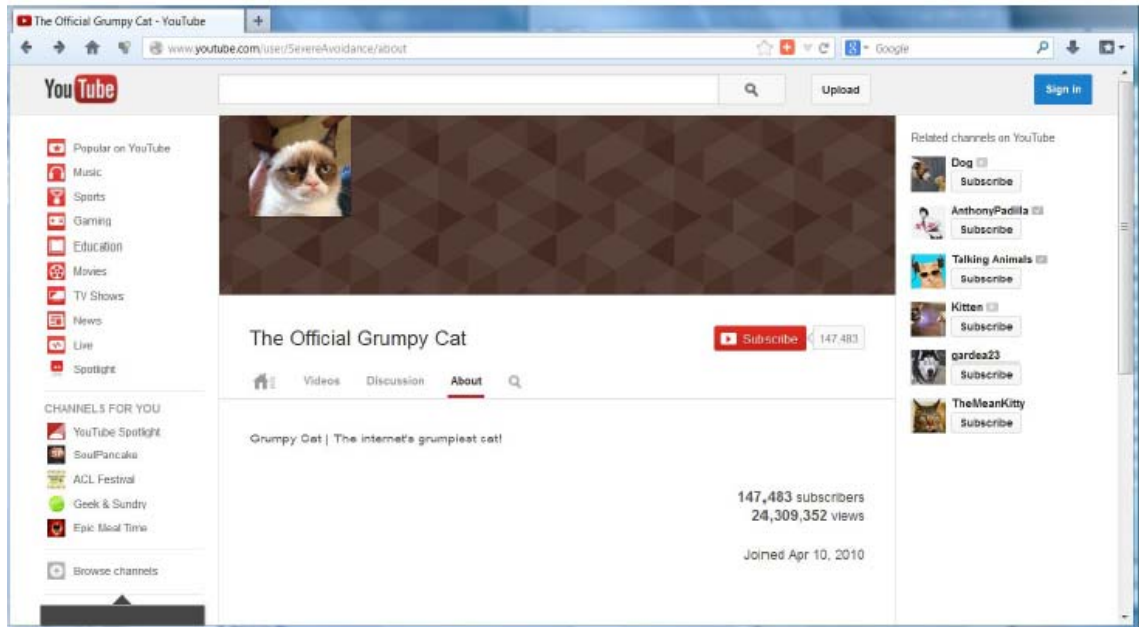 The Official Grumpy Cat - YouTube
www.youtube.com/user/SevereAvoidance/about
Google
YouTube
Upload
Sign in
Popular on YouTube
Music
Sports
Gaming
Education
Movies
TV Shows
News
Live
Spotlight
CHANNELS FOR YOU
YouTube Spotlight
SoulPancake
ACL Festival
Geek & Sundry
Epic Meal Time
Browse channels
The Official Grumpy Cat
Subscribe 147,483
Videos Discussion About
Grumpy Cat | The internet's grumpiest cat!
147,483 subscribers
24,309,352 views
Joined Apr 10, 2010
Related channels on YouTube
Dog
Subscribe
AnthonyPadilla
Subscribe
Talking Animals
Subscribe
Kitten
Subscribe
gardea23
Subscribe
TheMeanKitty
Subscribe